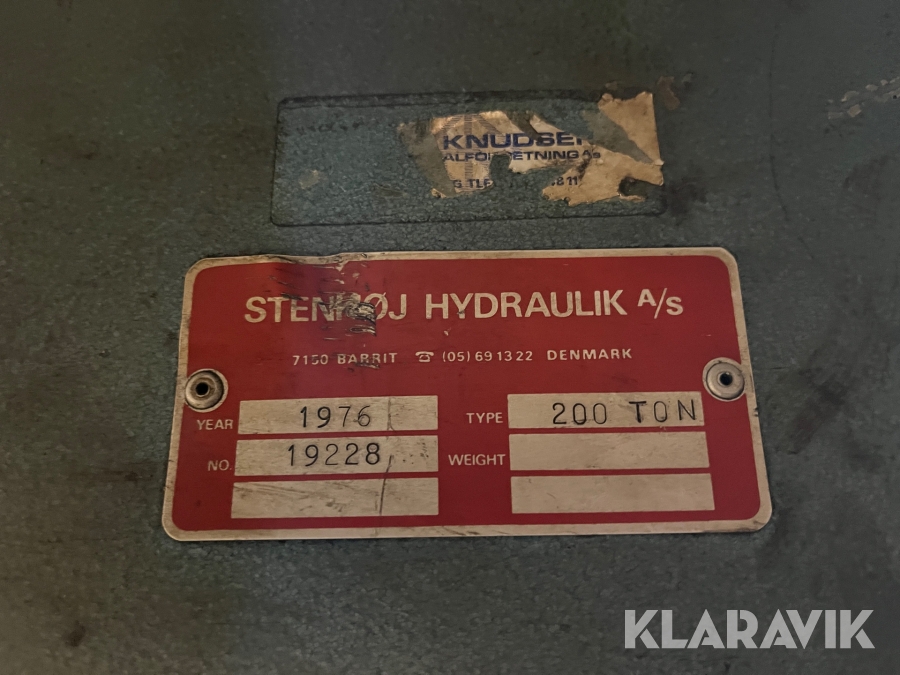 KNUDSEN
STENHØJ HYDRAULIK A/S
7150 BARRIT ☎ (05) 69 13 22 DENMARK
YEAR 1976 TYPE 200 TON
NO. 19228 WEIGHT
KLARAVIK